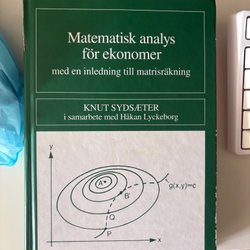 Matematisk analys
för ekonomer
med en inledning till matrisräkning
KNUT SYDSÆTER
i samarbete med Håkan Lyckeborg
y
A
B
g(x,y)=c
Q
P
x